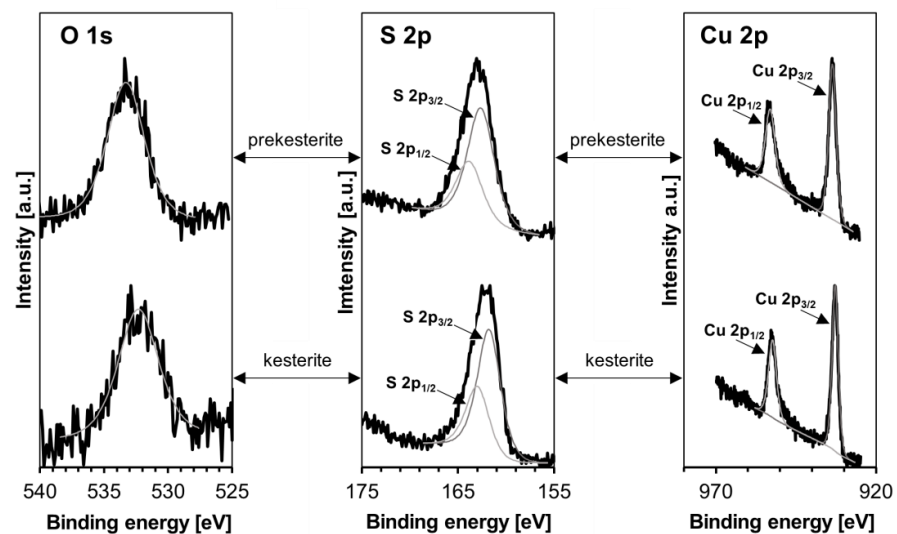 O 1s
S 2p
Cu 2p
Intensity [a.u.]
Imtensity [a.u.]
Intensity a.u.]
S 2p3/2
S 2p1/2
Cu 2p3/2
Cu 2p1/2
prekesterite
prekesterite
S 2p3/2
S 2p1/2
Cu 2p3/2
Cu 2p1/2
kesterite
kesterite
540 535 530 525
175 165 155
970 920
Binding energy [eV]
Binding energy [eV]
Binding energy [eV]